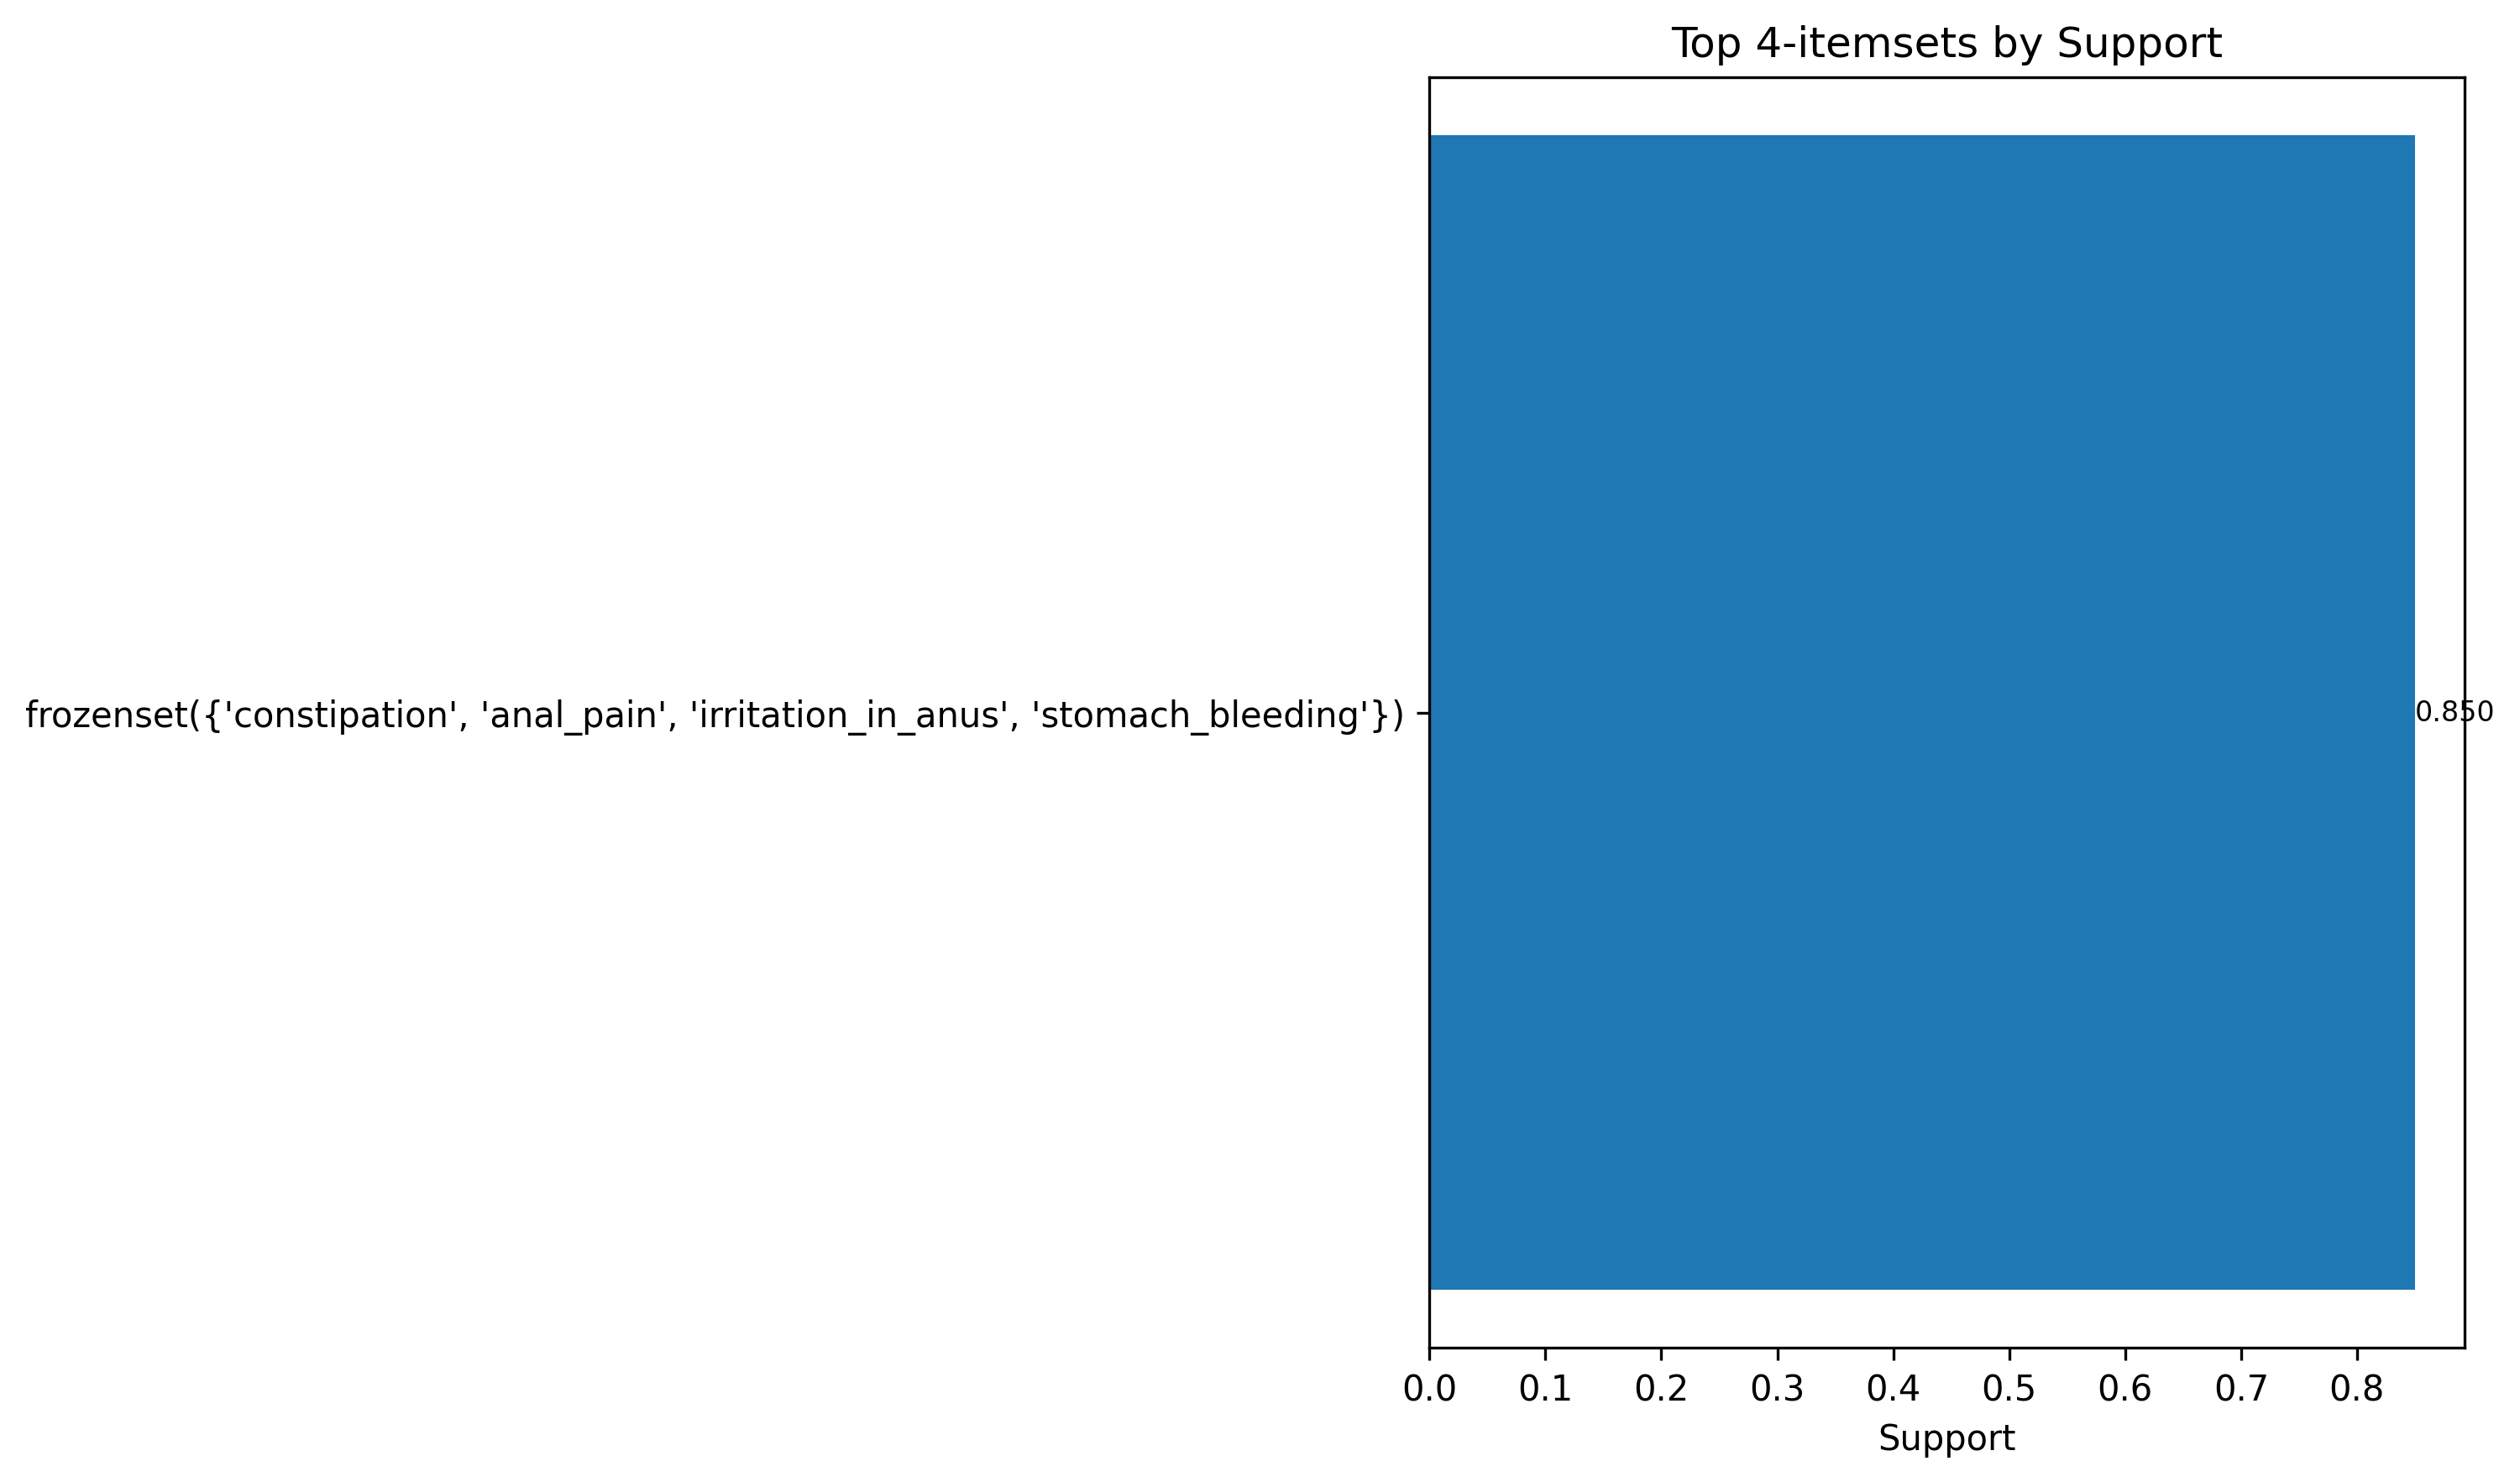 Top 4-itemsets by Support
frozenset({'constipation', 'anal_pain', 'irritation_in_anus', 'stomach_bleeding'})
0.850
0.0 0.1 0.2 0.3 0.4 0.5 0.6 0.7 0.8
Support